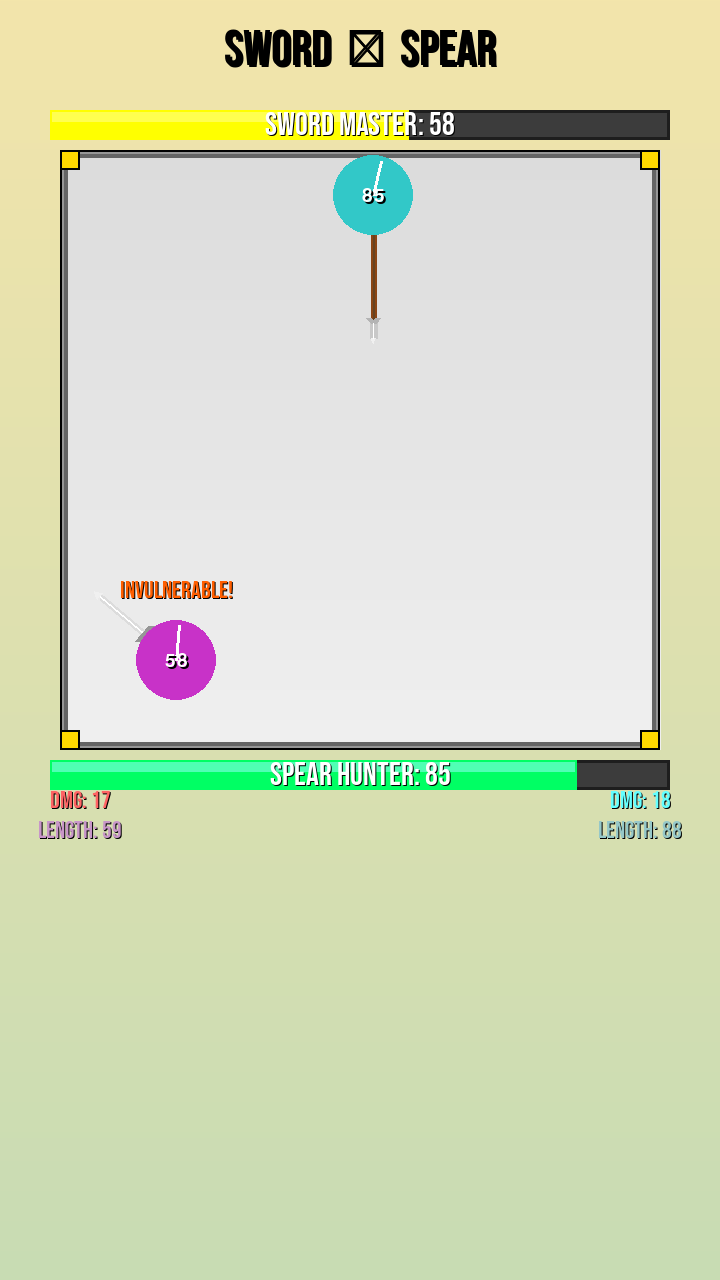 SWORD ☒ SPEAR
SWORD MASTER: 58
85
INVULNERABLE!
58
SPEAR HUNTER: 85
DMG: 17
DMG: 18
LENGTH: 59
LENGTH: 88